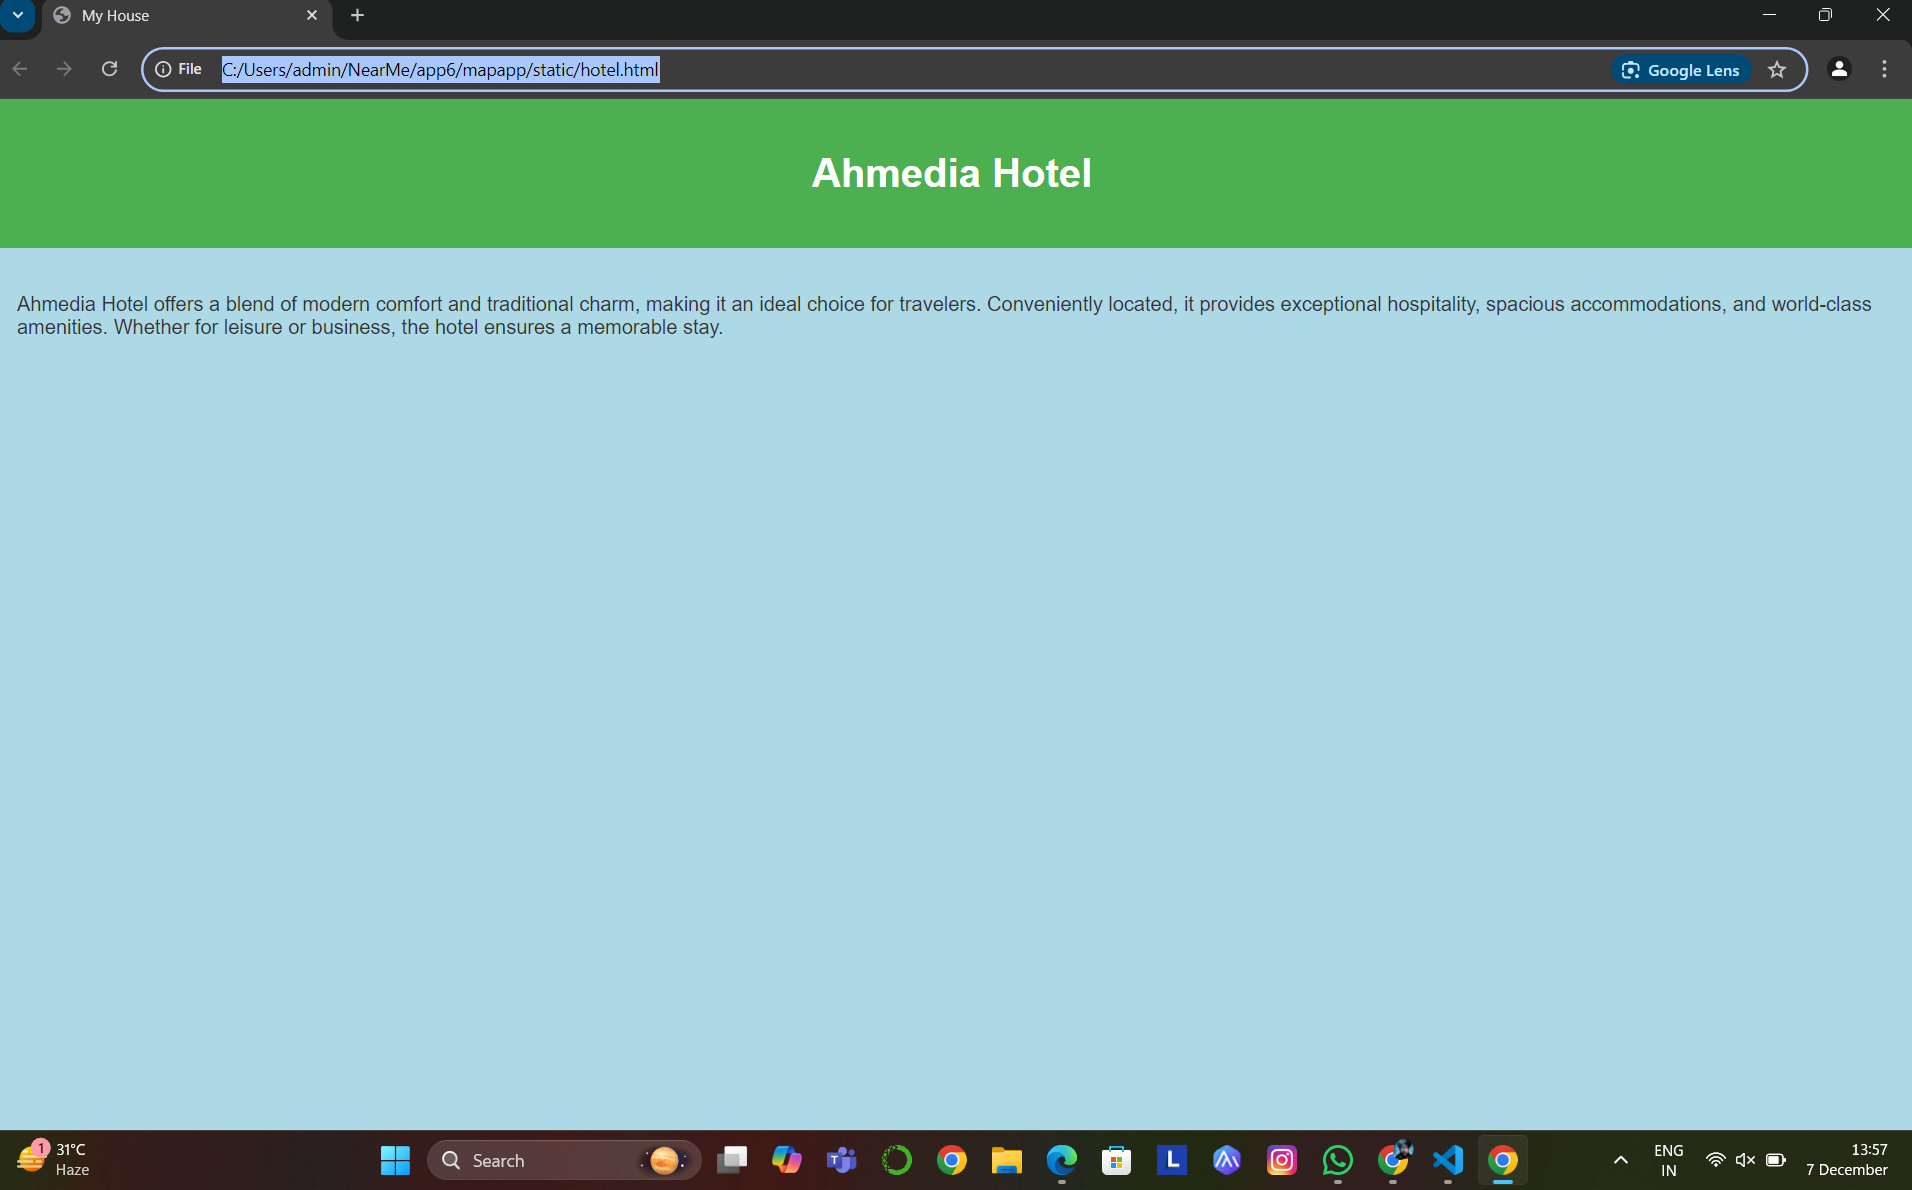 My House
File
C:/Users/admin/NearMe/app6/mapapp/static/hotel.html
Google Lens
Ahmedia Hotel
Ahmedia Hotel offers a blend of modern comfort and traditional charm, making it an ideal choice for travelers. Conveniently located, it provides exceptional hospitality, spacious accommodations, and world-class
amenities. Whether for leisure or business, the hotel ensures a memorable stay.
1
31°C
Haze
Search
T
L
ENG
IN
13:57
7 December